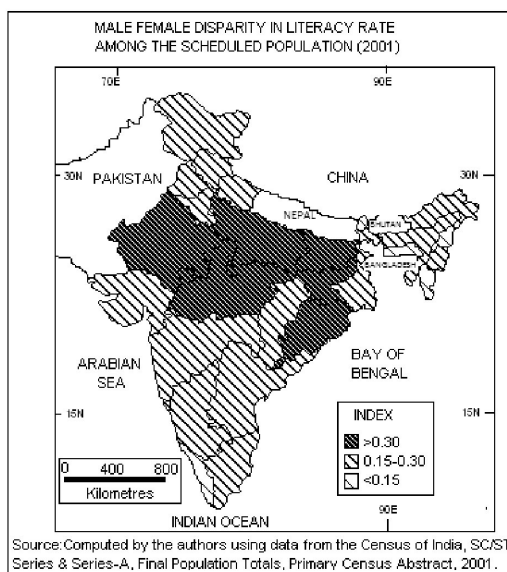 MALE FEMALE DISPARITY IN LITERACY RATE
AMONG THE SCHEDULED POPULATION (2001)
70E
90E
30N
PAKISTAN
CHINA
30N
NEPAL
BHUTAN
BANGLADESH
ARABIAN
SEA
BAY OF
BENGAL
15N
INDEX
>0.30
0.15-0.30
<0.15
15N
0 400 800
Kilometres
90E
INDIAN OCEAN
Source:Computed by the authors using data from the Census of India, SC/ST
Series & Series-A, Final Population Totals, Primary Census Abstract, 2001.